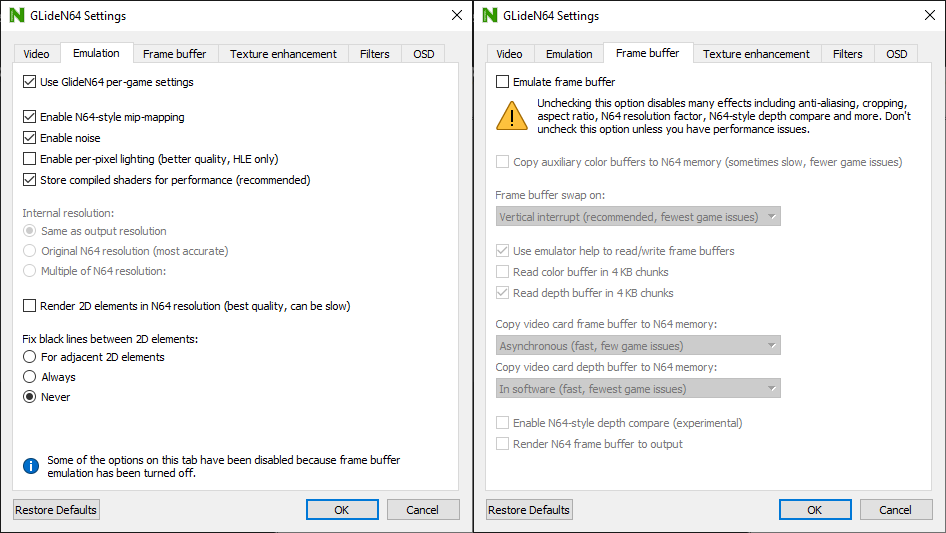 GLideN64 Settings
Video
Emulation
Frame buffer
Texture enhancement
Filters
OSD
Use GlideN64 per-game settings
Enable N64-style mip-mapping
Enable noise
Enable per-pixel lighting (better quality, HLE only)
Store compiled shaders for performance (recommended)
Internal resolution:
Same as output resolution
Original N64 resolution (most accurate)
Multiple of N64 resolution:
Render 2D elements in N64 resolution (best quality, can be slow)
Fix black lines between 2D elements:
For adjacent 2D elements
Always
Never
Some of the options on this tab have been disabled because frame buffer
emulation has been turned off.
Restore Defaults
OK
Cancel
GLideN64 Settings
Video
Emulation
Frame buffer
Texture enhancement
Filters
OSD
Emulate frame buffer
Unchecking this option disables many effects including anti-aliasing, cropping,
aspect ratio, N64 resolution factor, N64-style depth compare and more. Don't
uncheck this option unless you have performance issues.
Copy auxiliary color buffers to N64 memory (sometimes slow, fewer game issues)
Frame buffer swap on:
Vertical interrupt (recommended, fewest game issues)
Use emulator help to read/write frame buffers
Read color buffer in 4 KB chunks
Read depth buffer in 4 KB chunks
Copy video card frame buffer to N64 memory:
Asynchronous (fast, few game issues)
Copy video card depth buffer to N64 memory:
In software (fast, fewest game issues)
Enable N64-style depth compare (experimental)
Render N64 frame buffer to output
Restore Defaults
OK
Cancel